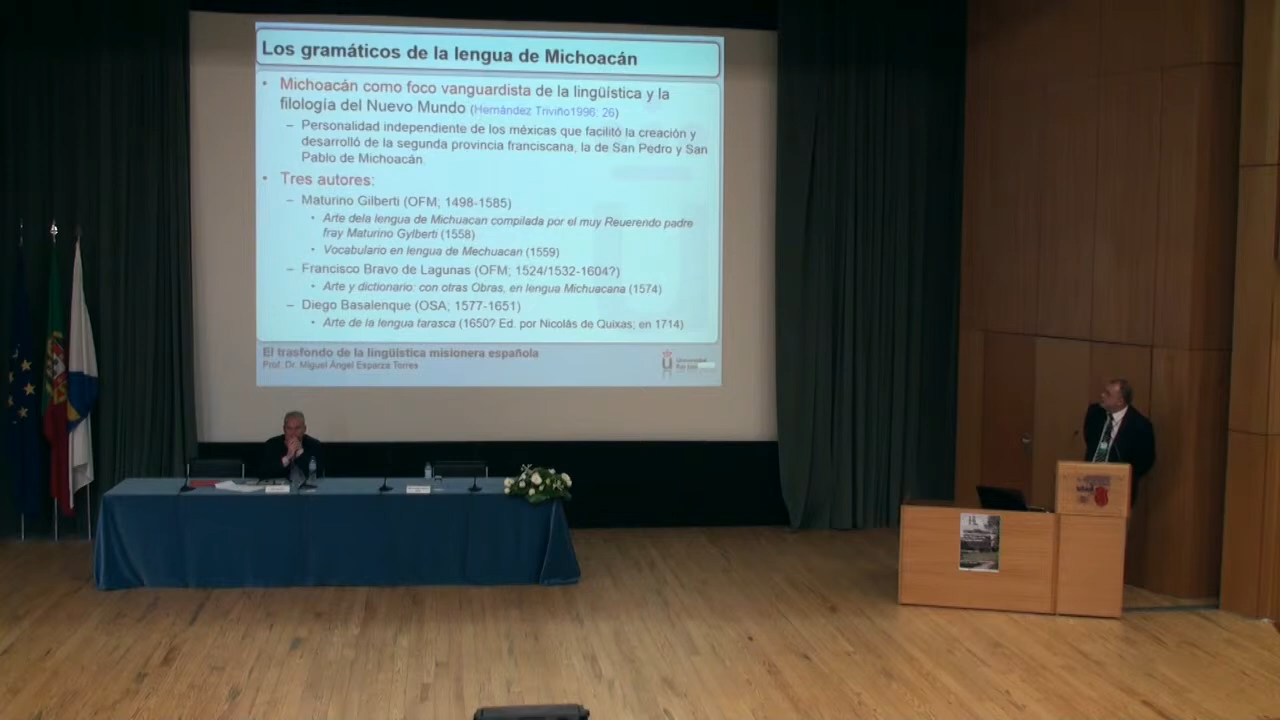 Los gramáticos de la lengua de Michoacán
• Michoacán como foco vanguardista de la lingüística y la
filología del Nuevo Mundo (Hernández Triviño1996; 26)
– Personalidad independiente de los méxicas que facilitó la creación y
desarrolló de la segunda provincia franciscana, la de San Pedro y San
Pablo de Michoacán.
• Tres autores:
– Maturino Gilberti (OFM; 1498-1585)
• Arte dela lengua de Michuacan compilada por el muy Reuerendo padre
fray Maturino Gylberti (1558)
• Vocabulario en lengua de Mechuacan (1559)
– Francisco Bravo de Lagunas (OFM; 1524/1532-1604?)
• Arte y dictionario: con otras Obras, en lengua Michuacana (1574)
– Diego Basalenque (OSA; 1577-1651)
• Arte de la lengua tarasca (1650? Ed. por Nicolás de Quixas; en 1714)
El trasfondo de la lingüística misionera española
Prof. Dr. Miguel Ángel Esparza Torres
Universidad